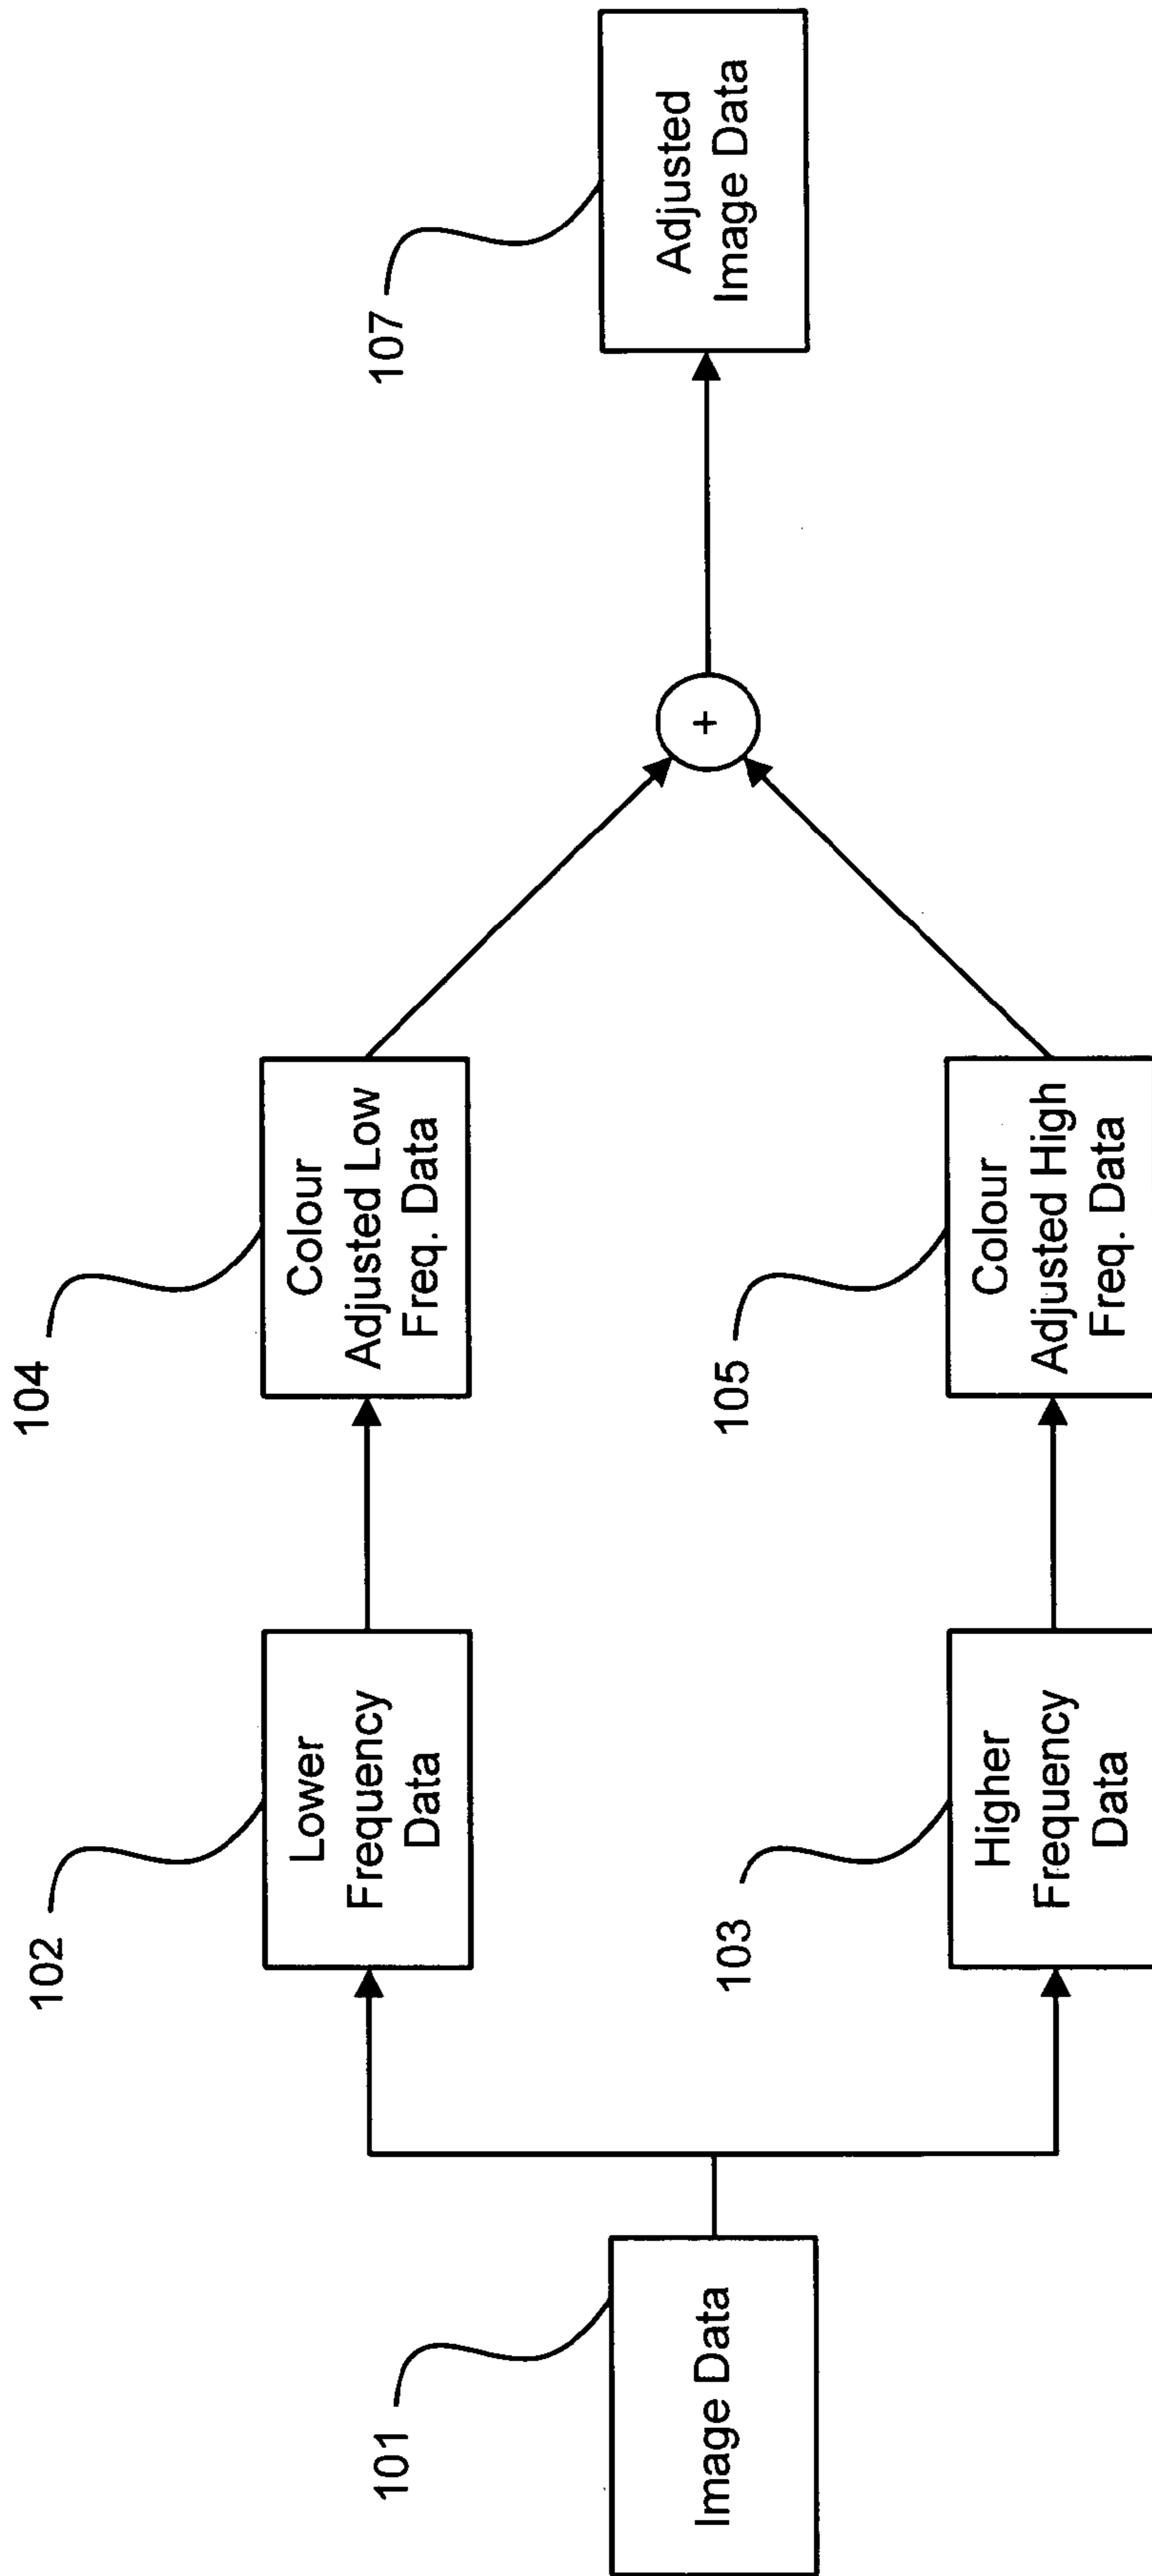 101
Image Data
102
Lower
Frequency
Data
103
Higher
Frequency
Data
104
Colour
Adjusted Low
Freq. Data
105
Colour
Adjusted High
Freq. Data
+
107
Adjusted
Image Data